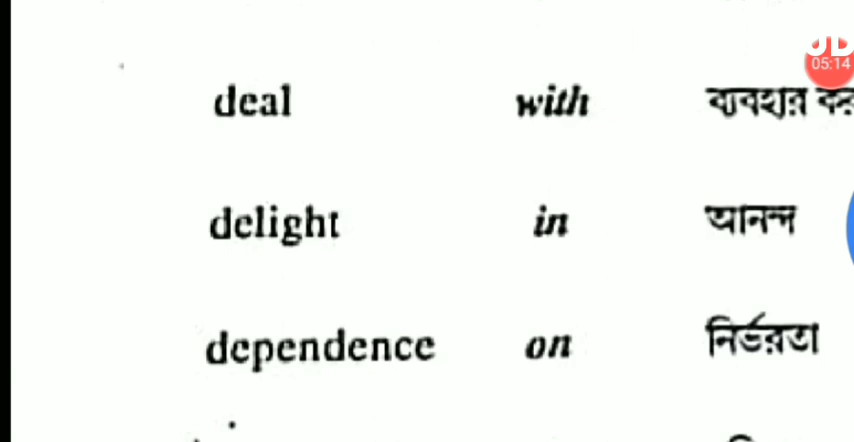 05:14
deal with ব্যবহার
delight in আনন্দ
dependence on নির্ভরতা